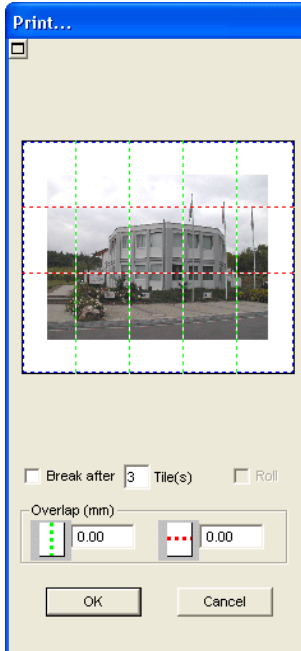 Print...
Break after 3 Tile(s) Roll
Overlap (mm)
0.00 0.00
OK Cancel